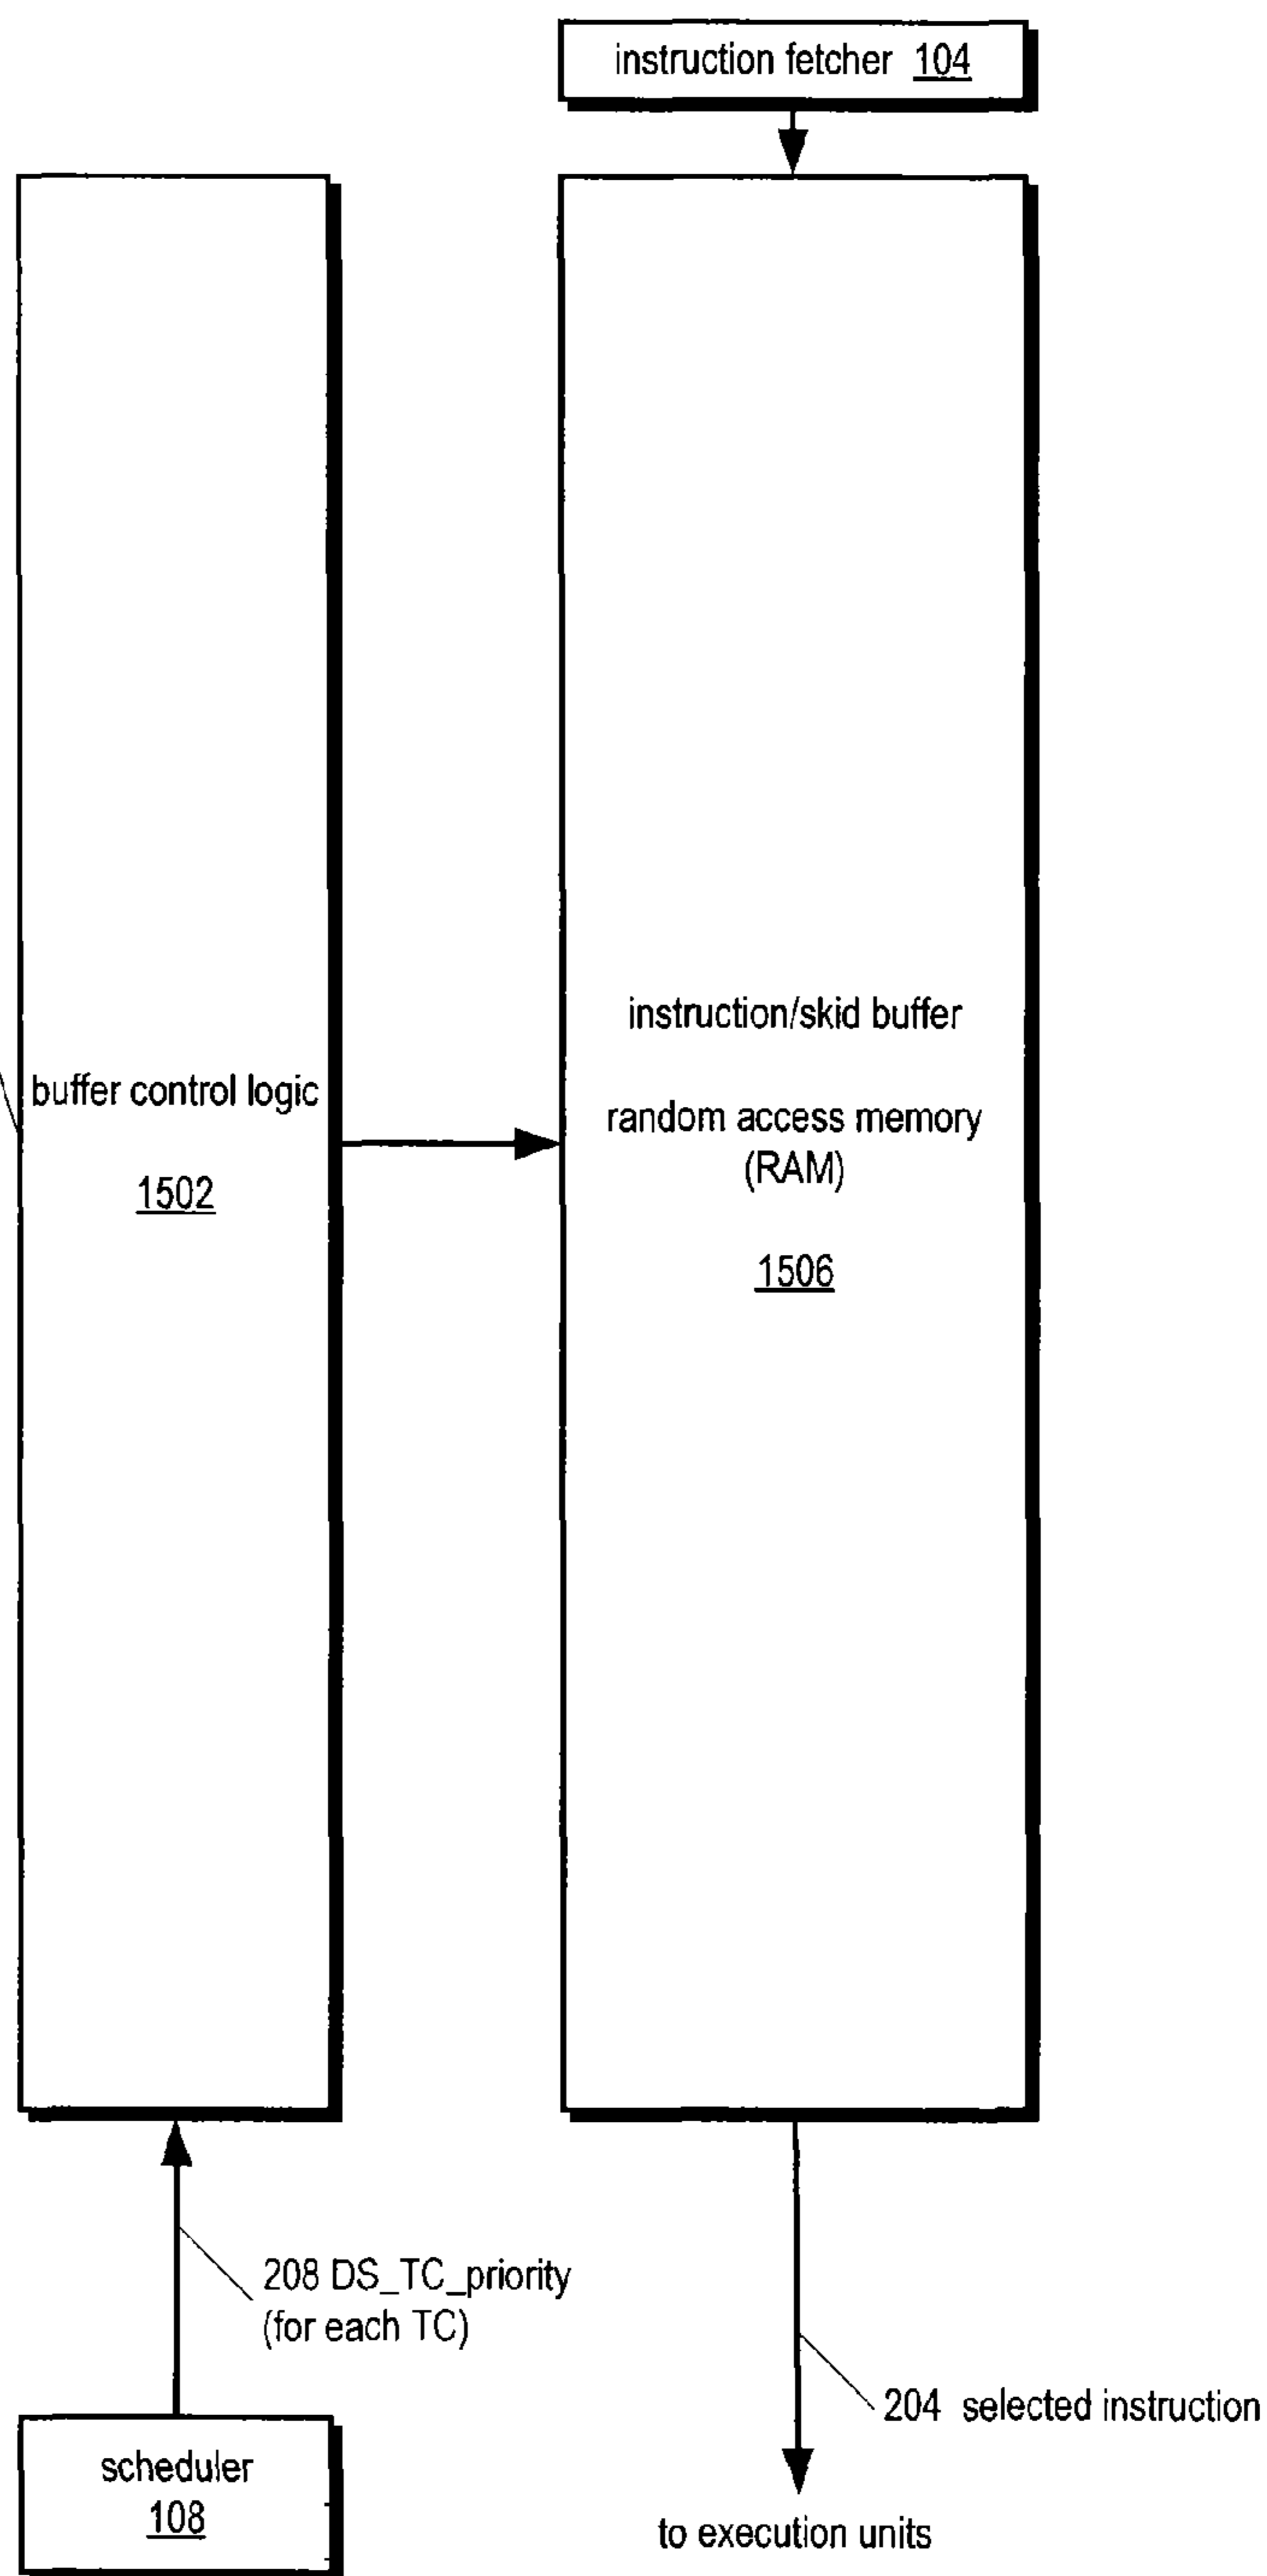 instruction fetcher 104
buffer control logic
1502
instruction/skid buffer
random access memory
(RAM)
1506
208 DS_TC_priority
(for each TC)
204 selected instruction
scheduler
108
to execution units